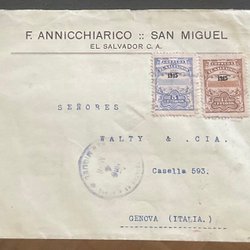 F. ANNICCHIARICO :: SAN MIGUEL
EL SALVADOR C. A.
1915
1915
SEÑORES
WALTY & CIA.
Casella 593.
GENOVA (ITALIA.)